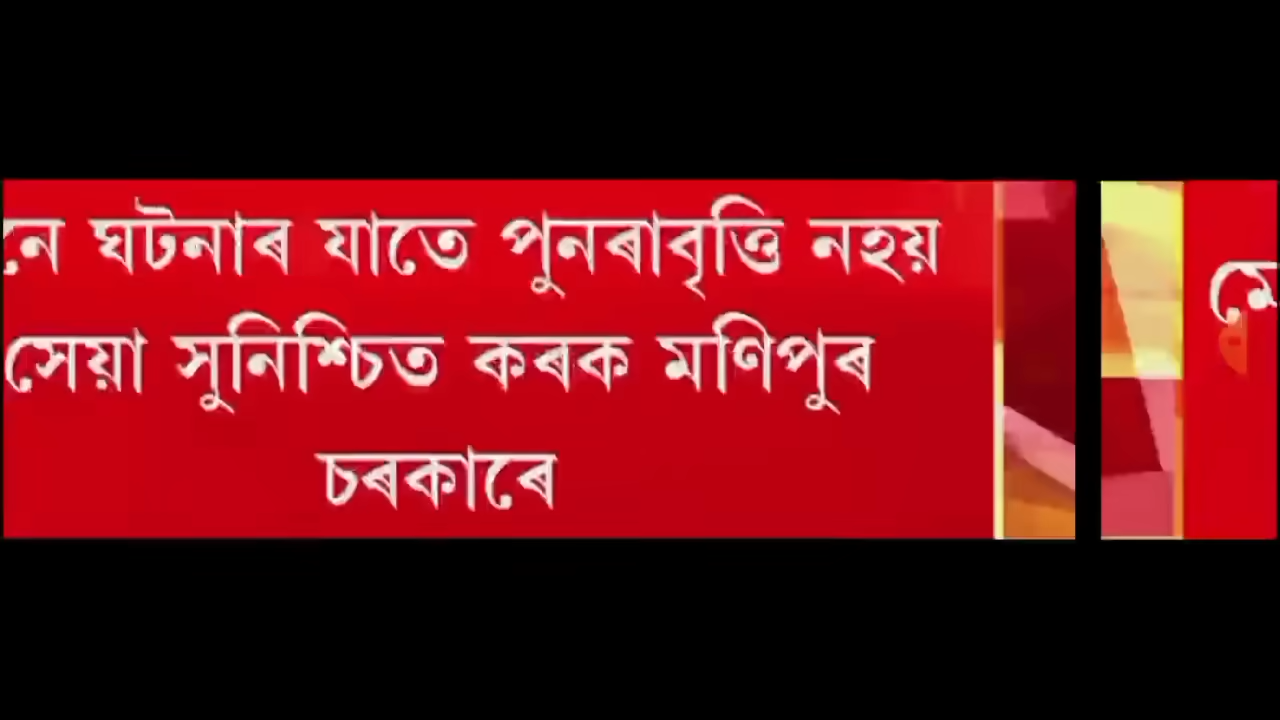 ঘটনাৰ যাতে পুনৰাবৃত্তি নহয়
সেয়া সুনিশ্চিত কৰক মণিপুৰ
চৰকাৰে